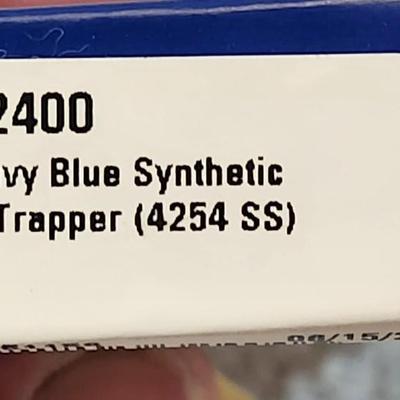 2400
vy Blue Synthetic
Trapper (4254 SS)